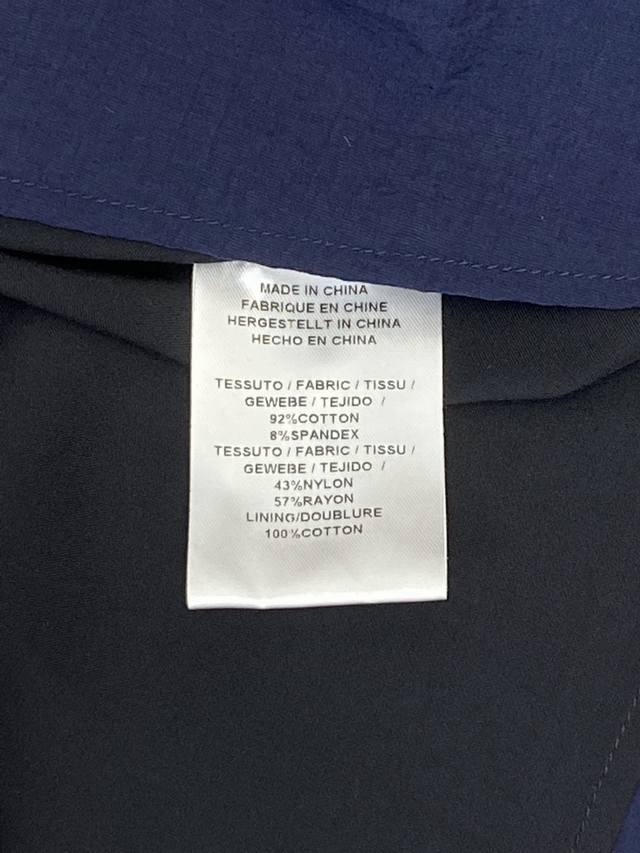 MADE IN CHINA
FABRIQUE EN CHINE
HERGESTELLT IN CHINA
HECHO EN CHINA
TESSUTO / FABRIC / TISSU /
GEWEBE / TEJIDO /
92%COTTON
8%SPANDEX
TESSUTO / FABRIC / TISSU /
GEWEBE / TEJIDO /
43%NYLON
57%RAYON
LINING/DOUBLURE
100%COTTON